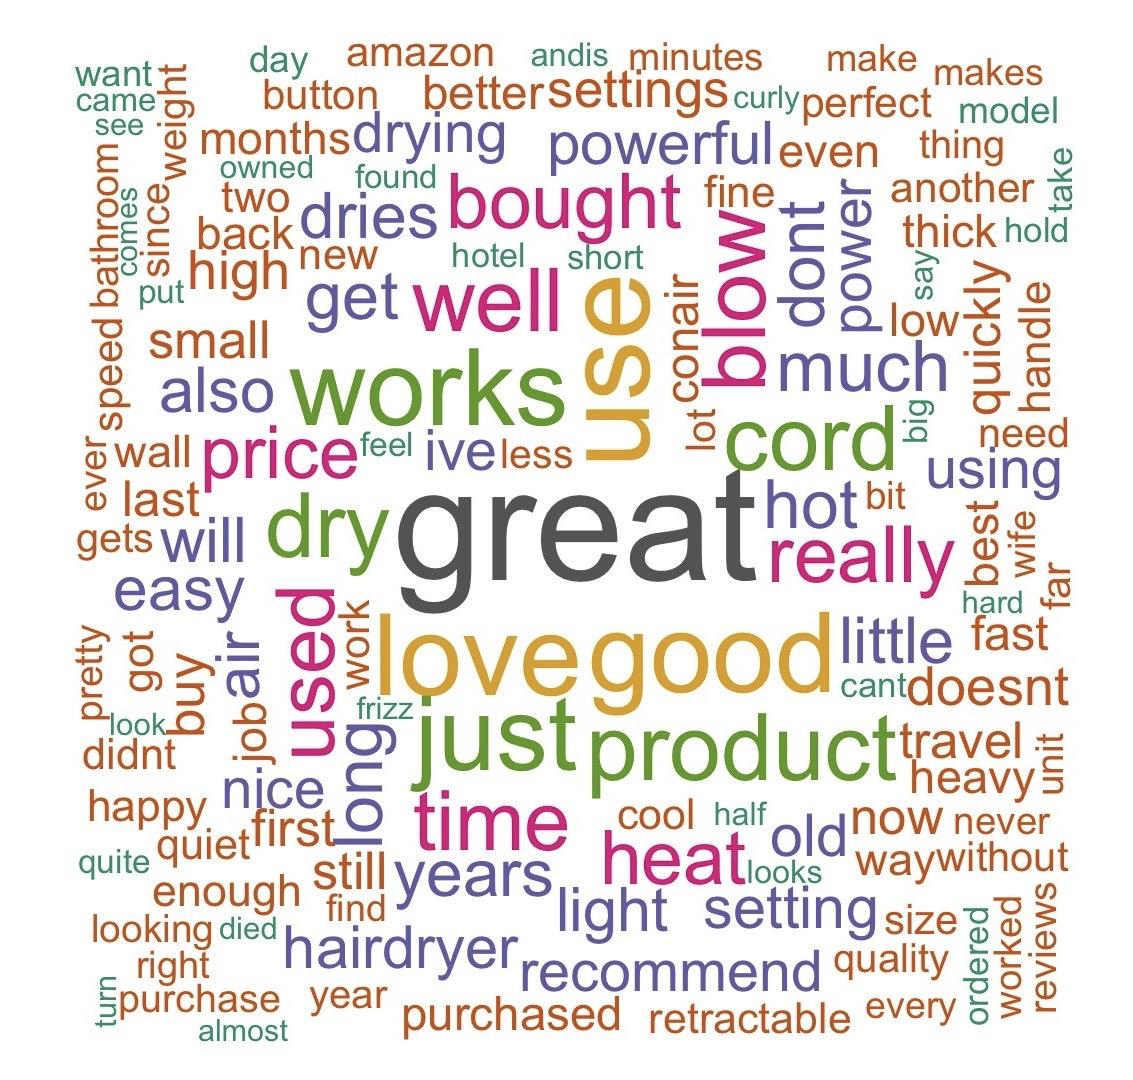 want
day
amazon
andis
minutes
make
makes
came
weight
button
better
settings
curly
perfect
model
see
months
drying
powerful
even
thing
owned
found
bought
fine
another
take
bathroom
comes
since
two
dries
blow
dont
power
thick
hold
back
new
hotel
short
say
put
high
get
well
use
conair
low
quickly
handle
speed
small
works
much
also
lot
cord
big
need
ever
wall
price
feel
ive
less
using
last
great
hot
bit
best
wife
gets
will
dry
really
far
easy
used
work
hard
pretty
got
buy
air
love
good
little
fast
job
frizz
cant
doesnt
look
didnt
long
just
product
travel
unit
heavy
nice
happy
first
time
cool
half
old
now
never
quiet
quite
heat
looks
way
without
still
years
enough
find
light
setting
size
ordered
worked
reviews
looking
died
hairdryer
recommend
quality
right
turn
purchase
year
purchased
retractable
every
almost